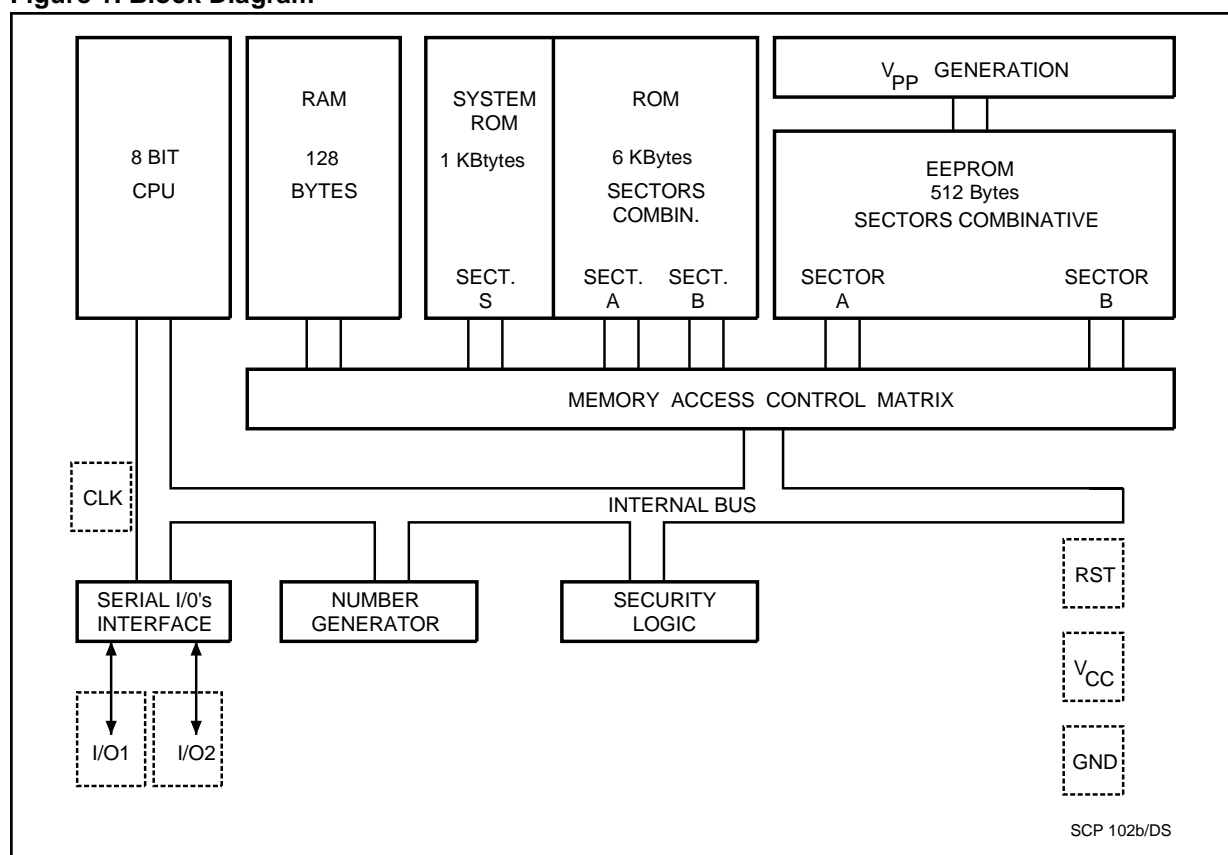 Figure 1. Block Diagram
8 BIT
CPU
RAM
128
BYTES
SYSTEM
ROM
1 KBtytes
SECT.
S
ROM
6 KBytes
SECTORS
COMBIN.
SECT.
A
SECT.
B
VPP GENERATION
EEPROM
512 Bytes
SECTORS COMBINATIVE
SECTOR
A
SECTOR
B
MEMORY ACCESS CONTROL MATRIX
CLK
INTERNAL BUS
SERIAL I/0's
INTERFACE
NUMBER
GENERATOR
SECURITY
LOGIC
RST
VCC
GND
I/O1
I/O2
SCP 102b/DS